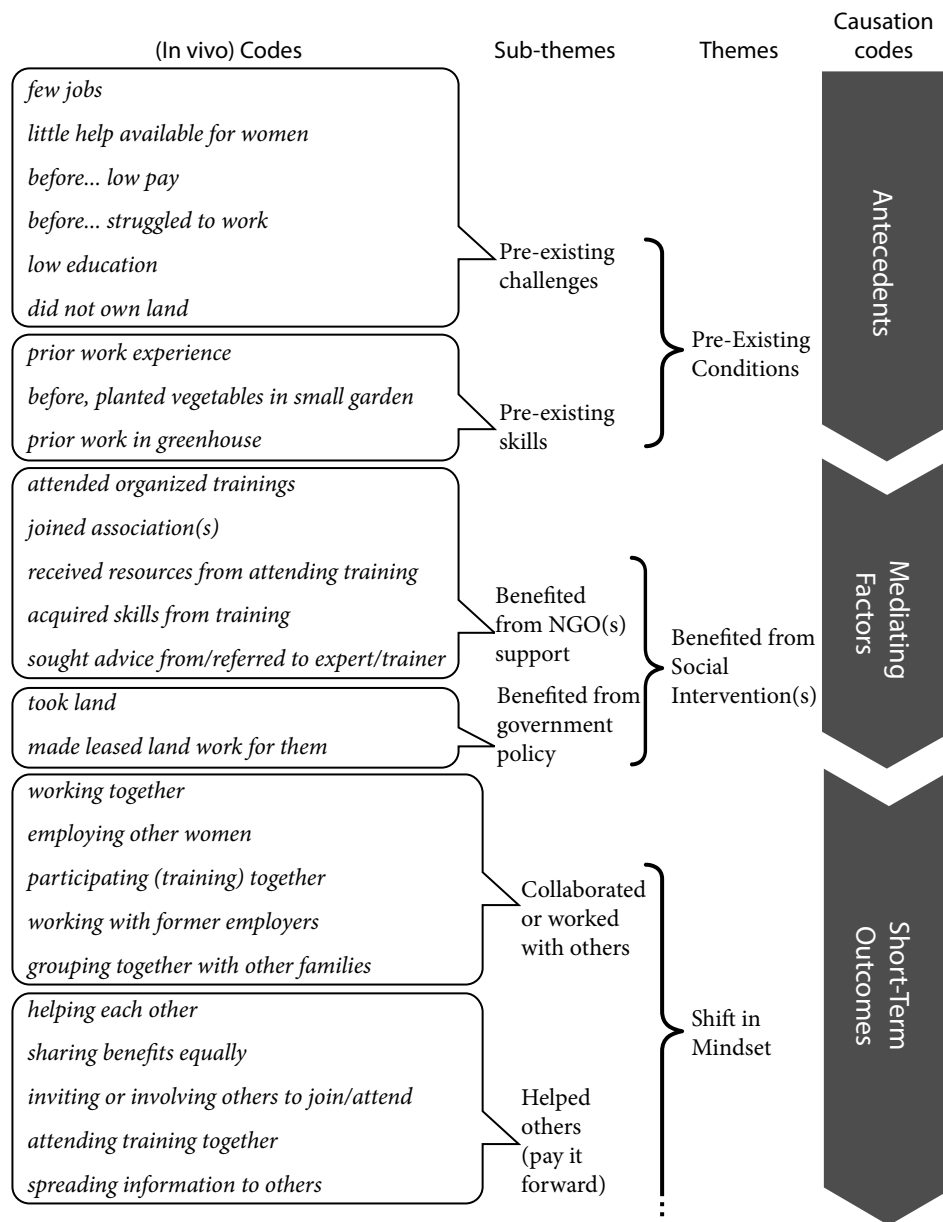 (In vivo) Codes
Sub-themes
Themes
Causation
codes
few jobs
little help available for women
before... low pay
before... struggled to work
low education
did not own land
Pre-existing
challenges
prior work experience
before, planted vegetables in small garden
prior work in greenhouse
Pre-existing
skills
Pre-Existing
Conditions
Antecedents
attended organized trainings
joined association(s)
received resources from attending training
acquired skills from training
sought advice from/referred to expert/trainer
Benefited
from NGO(s)
support
took land
made leased land work for them
Benefited from
government
policy
Benefited from
Social
Intervention(s)
Mediating
Factors
working together
employing other women
participating (training) together
working with former employers
grouping together with other families
Collaborated
or worked
with others
helping each other
sharing benefits equally
inviting or involving others to join/attend
attending training together
spreading information to others
Helped
others
(pay it
forward)
Shift in
Mindset
Short-Term
Outcomes